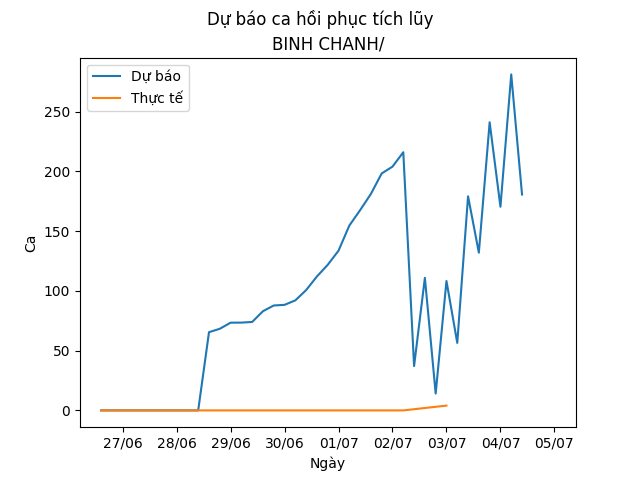 Dự báo ca hồi phục tích lũy
BINH CHANH/
Dự báo
Thực tế
Ca
250
200
150
100
50
0
27/06 28/06 29/06 30/06 01/07 02/07 03/07 04/07 05/07
Ngày